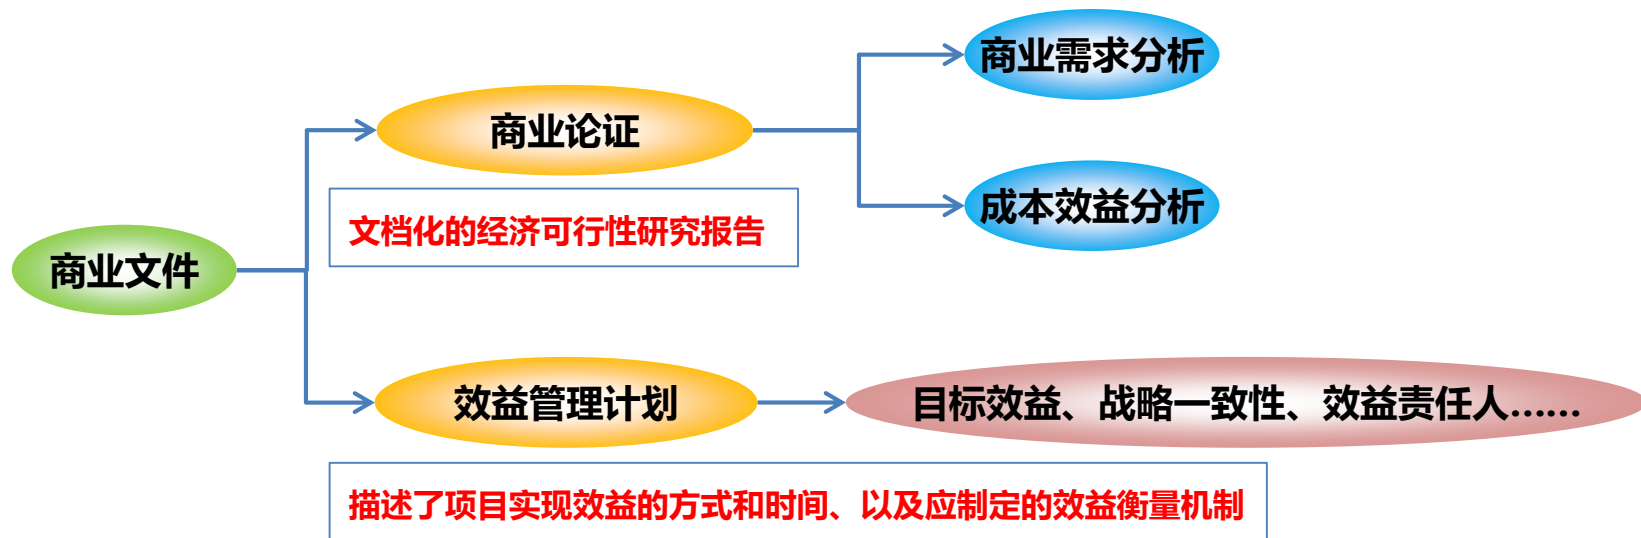 商业需求分析
商业论证
成本效益分析
文档化的经济可行性研究报告
商业文件
效益管理计划
目标效益、战略一致性、效益责任人……
描述了项目实现效益的方式和时间、以及应制定的效益衡量机制